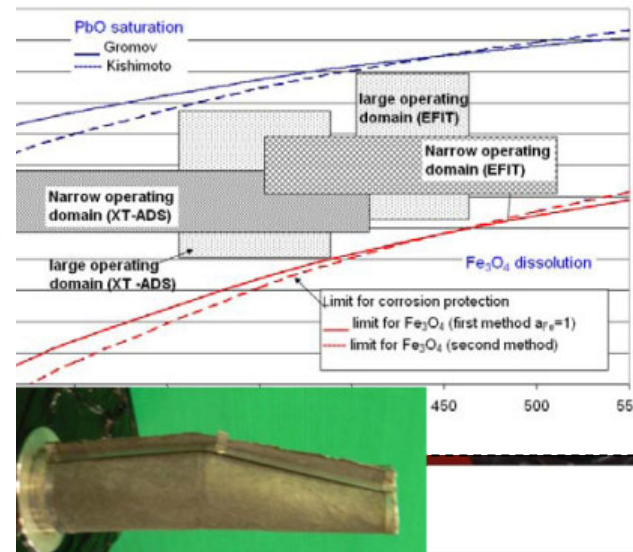 PbO saturation
Gromov
Kishimoto
large operating
domain (EFIT)
Narrow operating
domain (EFIT)
Narrow operating
domain (XT-ADS)
large operating
domain (XT -ADS)
Fe₃O₄ dissolution
Limit for corrosion protection
limit for Fe₃O₄ (first method aFe=1)
limit for Fe₃O₄ (second method)
450
500
55